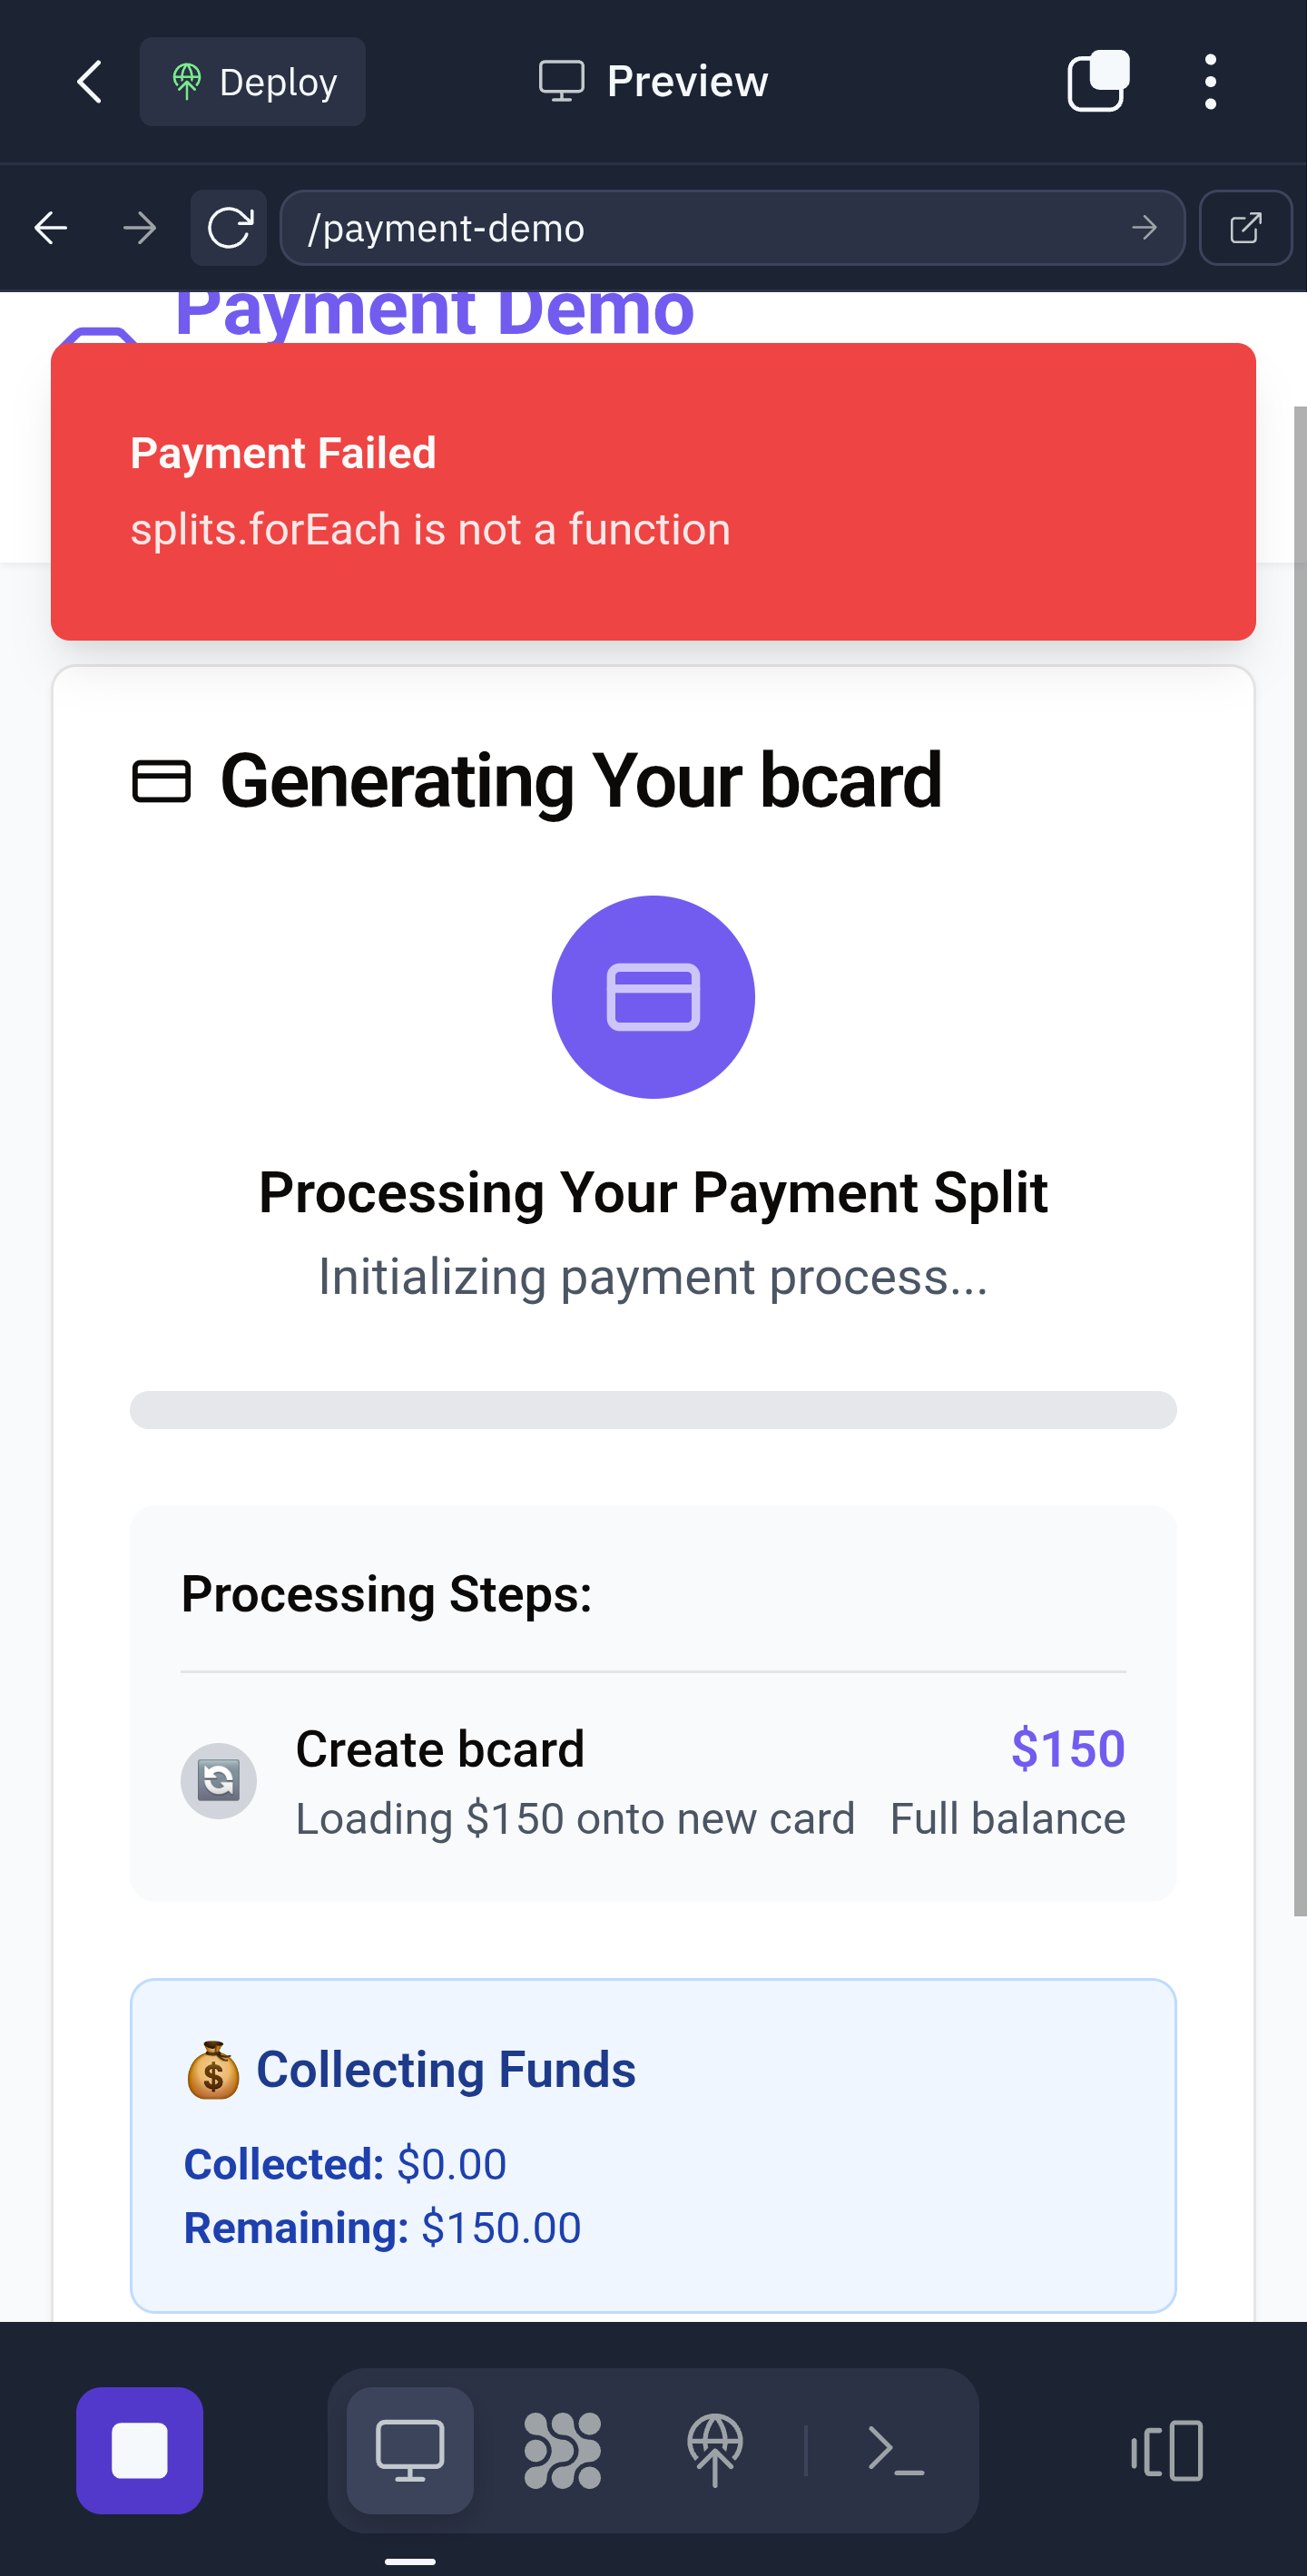 Deploy
Preview
/payment-demo
Payment Demo
Payment Failed
splits.forEach is not a function
Generating Your bcard
Processing Your Payment Split
Initializing payment process...
Processing Steps:
Create bcard $150
Loading $150 onto new card Full balance
Collecting Funds
Collected: $0.00
Remaining: $150.00